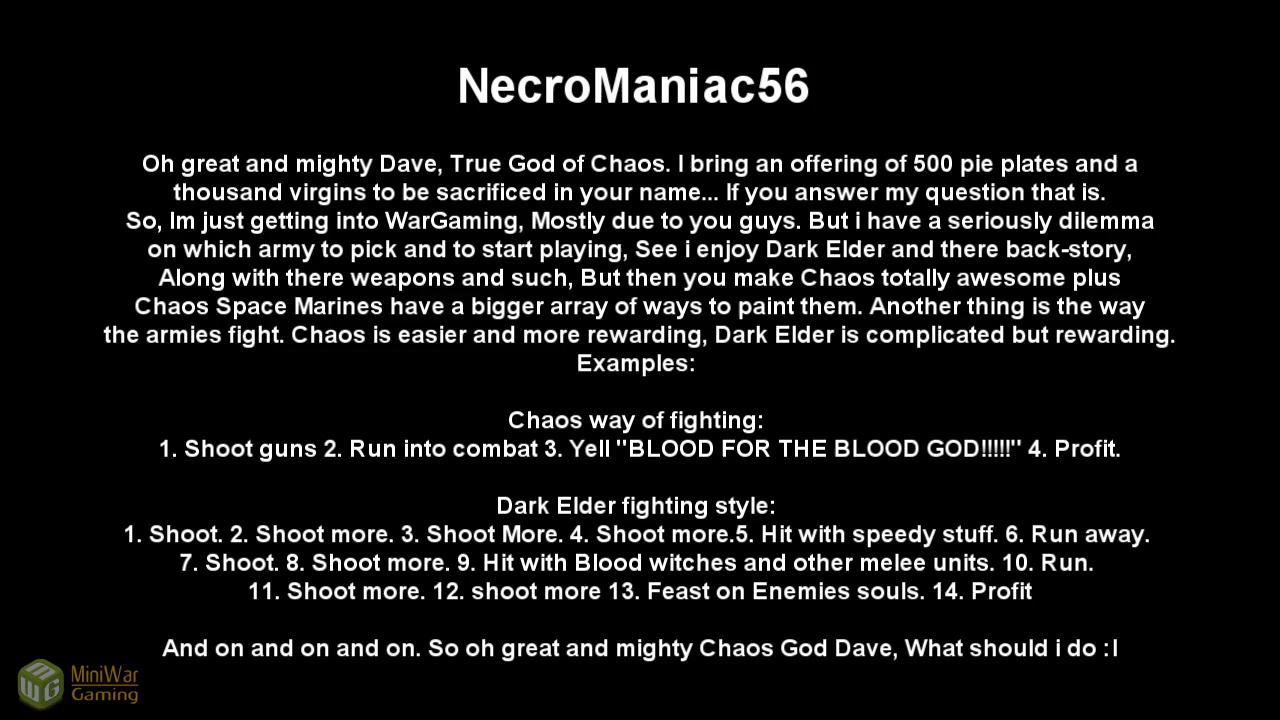 NecroManiac56
Oh great and mighty Dave, True God of Chaos. I bring an offering of 500 pie plates and a
thousand virgins to be sacrificed in your name... If you answer my question that is.
So, Im just getting into WarGaming, Mostly due to you guys. But i have a seriously dilemma
on which army to pick and to start playing, See i enjoy Dark Elder and there back-story,
Along with there weapons and such, But then you make Chaos totally awesome plus
Chaos Space Marines have a bigger array of ways to paint them. Another thing is the way
the armies fight. Chaos is easier and more rewarding, Dark Elder is complicated but rewarding.
Examples:
Chaos way of fighting:
1. Shoot guns 2. Run into combat 3. Yell "BLOOD FOR THE BLOOD GOD!!!!!" 4. Profit.
Dark Elder fighting style:
1. Shoot. 2. Shoot more. 3. Shoot More. 4. Shoot more.5. Hit with speedy stuff. 6. Run away.
7. Shoot. 8. Shoot more. 9. Hit with Blood witches and other melee units. 10. Run.
11. Shoot more. 12. shoot more 13. Feast on Enemies souls. 14. Profit
And on and on and on. So oh great and mighty Chaos God Dave, What should i do :I
MWG
MiniWar
Gaming